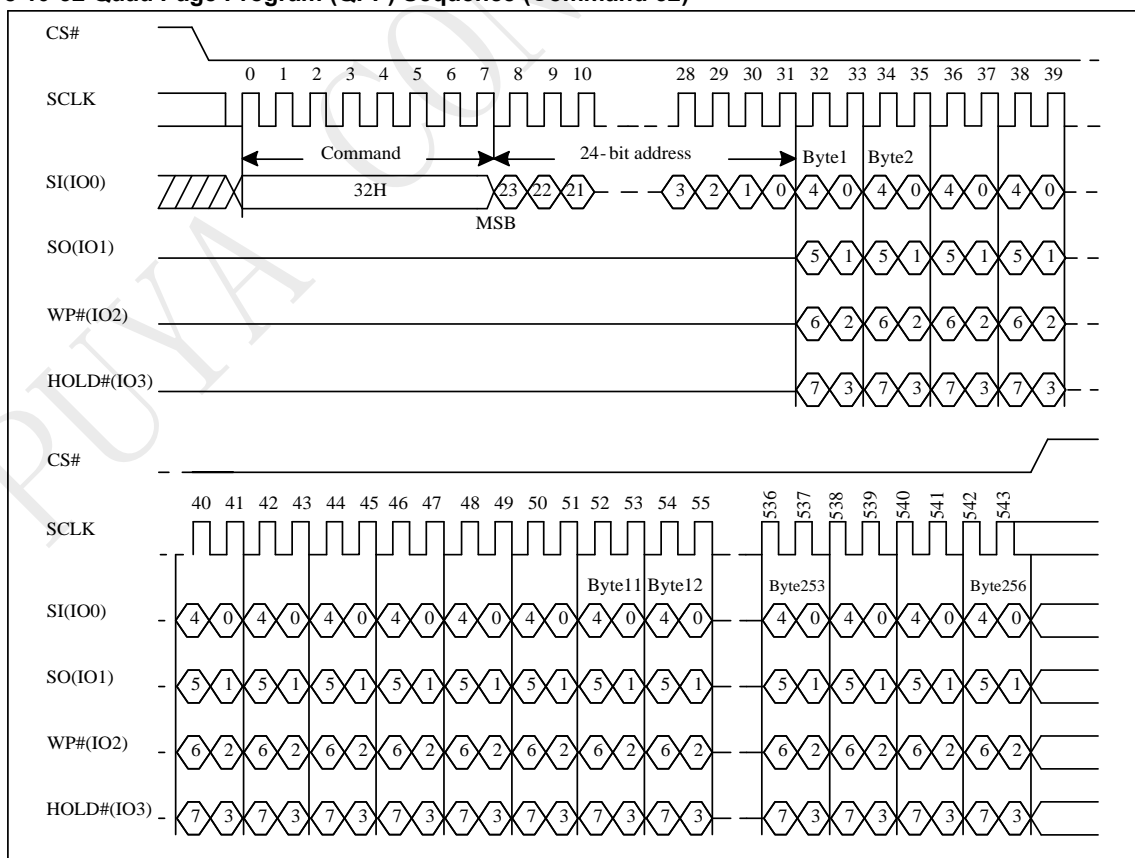 CS#
0 1 2 3 4 5 6 7 8 9 10 28 29 30 31 32 33 34 35 36 37 38 39
SCLK
Command 24-bit address Byte1 Byte2
SI(IO0) 32H 23 22 21 3 2 1 0 4 0 4 0 4 0 4 0
MSB
SO(IO1) 5 1 5 1 5 1 5 1
WP#(IO2) 6 2 6 2 6 2 6 2
HOLD#(IO3) 7 3 7 3 7 3 7 3
CS#
40 41 42 43 44 45 46 47 48 49 50 51 52 53 54 55 536 537 538 539 540 541 542 543
SCLK
Byte11 Byte12 Byte253 Byte256
SI(IO0) 4 0 4 0 4 0 4 0 4 0 4 0 4 0 4 0 4 0 4 0 4 0 4 0
SO(IO1) 5 1 5 1 5 1 5 1 5 1 5 1 5 1 5 1 5 1 5 1 5 1 5 1
WP#(IO2) 6 2 6 2 6 2 6 2 6 2 6 2 6 2 6 2 6 2 6 2 6 2 6 2
HOLD#(IO3) 7 3 7 3 7 3 7 3 7 3 7 3 7 3 7 3 7 3 7 3 7 3 7 3
PUYA CON